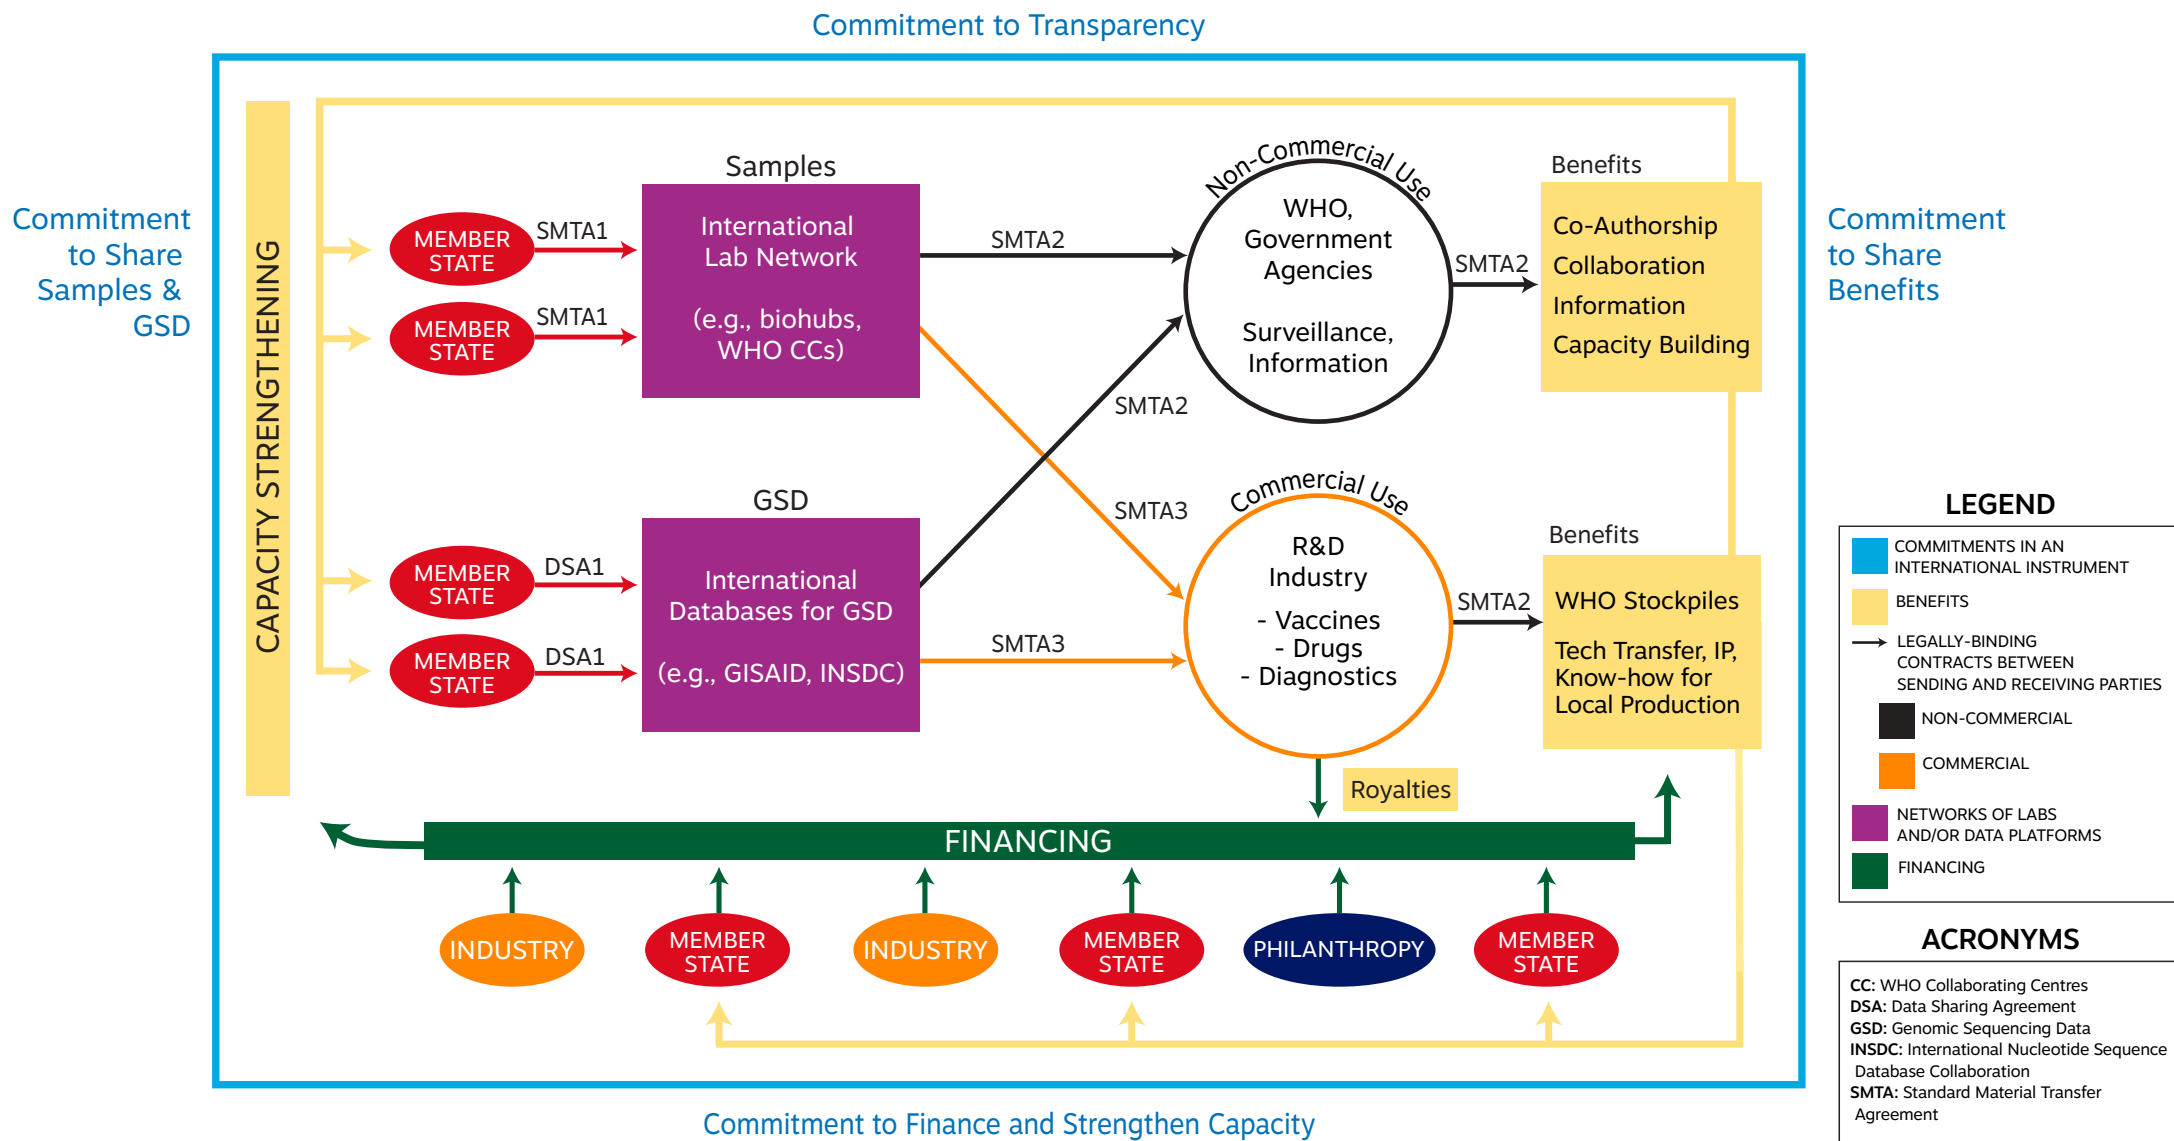 Commitment to Transparency
Commitment
to Share
Samples &
GSD
CAPACITY STRENGTHENING
MEMBER
STATE
SMTA1
MEMBER
STATE
SMTA1
Samples
International
Lab Network
(e.g., biohubs,
WHO CCs)
SMTA2
SMTA2
SMTA3
Non-Commercial Use
WHO,
Government
Agencies
Surveillance,
Information
SMTA2
Benefits
Co-Authorship
Collaboration
Information
Capacity Building
Commitment
to Share
Benefits
MEMBER
STATE
DSA1
MEMBER
STATE
DSA1
GSD
International
Databases for GSD
(e.g., GISAID, INSDC)
SMTA3
Commercial Use
R&D
Industry
- Vaccines
- Drugs
- Diagnostics
SMTA2
Benefits
WHO Stockpiles
Tech Transfer, IP,
Know-how for
Local Production
Royalties
FINANCING
INDUSTRY
MEMBER
STATE
INDUSTRY
MEMBER
STATE
PHILANTHROPY
MEMBER
STATE
Commitment to Finance and Strengthen Capacity
LEGEND
COMMITMENTS IN AN
INTERNATIONAL INSTRUMENT
BENEFITS
LEGALLY-BINDING
CONTRACTS BETWEEN
SENDING AND RECEIVING PARTIES
NON-COMMERCIAL
COMMERCIAL
NETWORKS OF LABS
AND/OR DATA PLATFORMS
FINANCING
ACRONYMS
CC: WHO Collaborating Centres
DSA: Data Sharing Agreement
GSD: Genomic Sequencing Data
INSDC: International Nucleotide Sequence
Database Collaboration
SMTA: Standard Material Transfer
Agreement